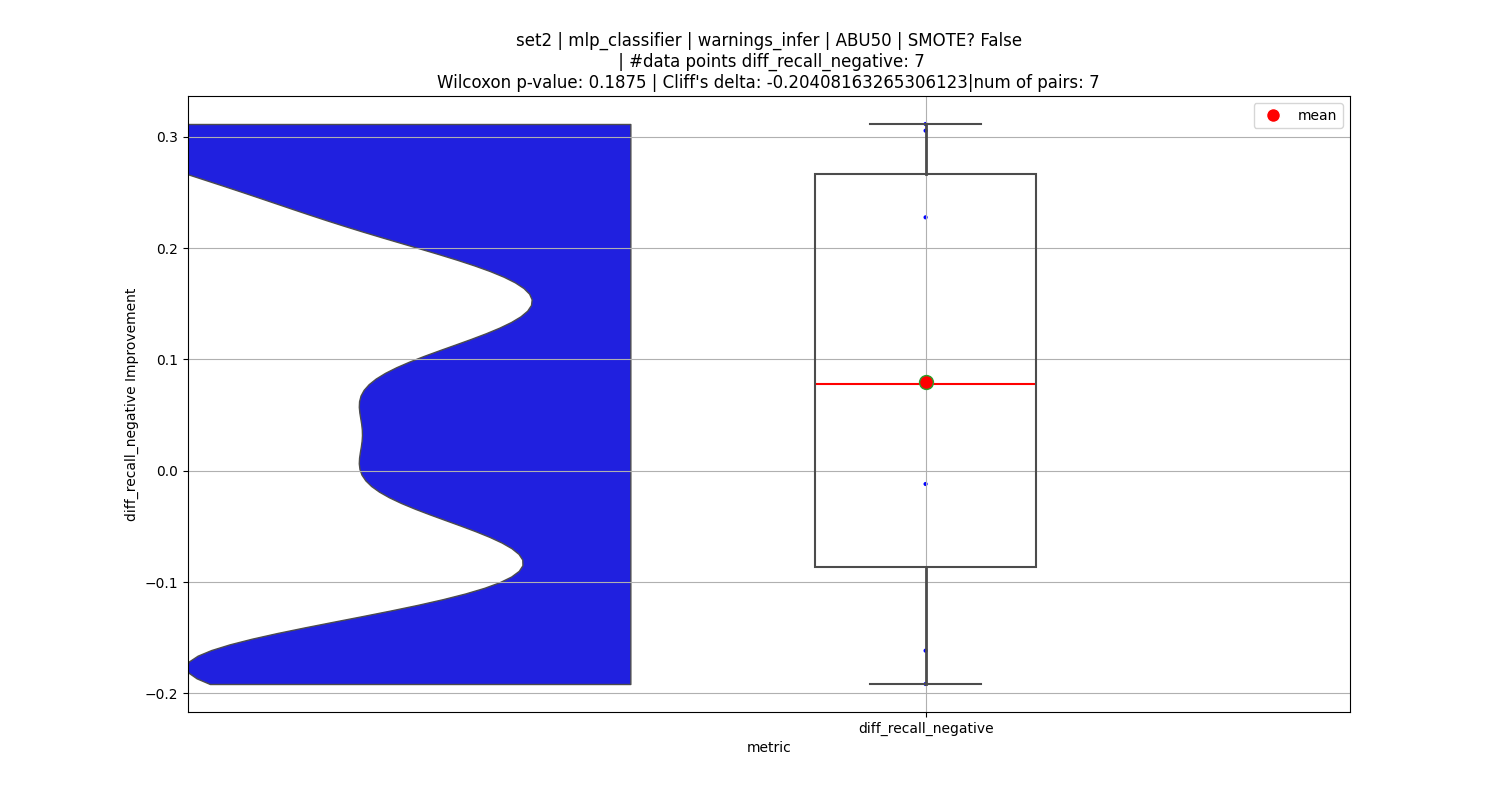 set2 | mlp_classifier | warnings_infer | ABU50 | SMOTE? False
| #data points diff_recall_negative: 7
Wilcoxon p-value: 0.1875 | Cliff's delta: -0.20408163265306123|num of pairs: 7
mean
0.3
0.2
0.1
0.0
−0.1
−0.2
diff_recall_negative Improvement
diff_recall_negative
metric